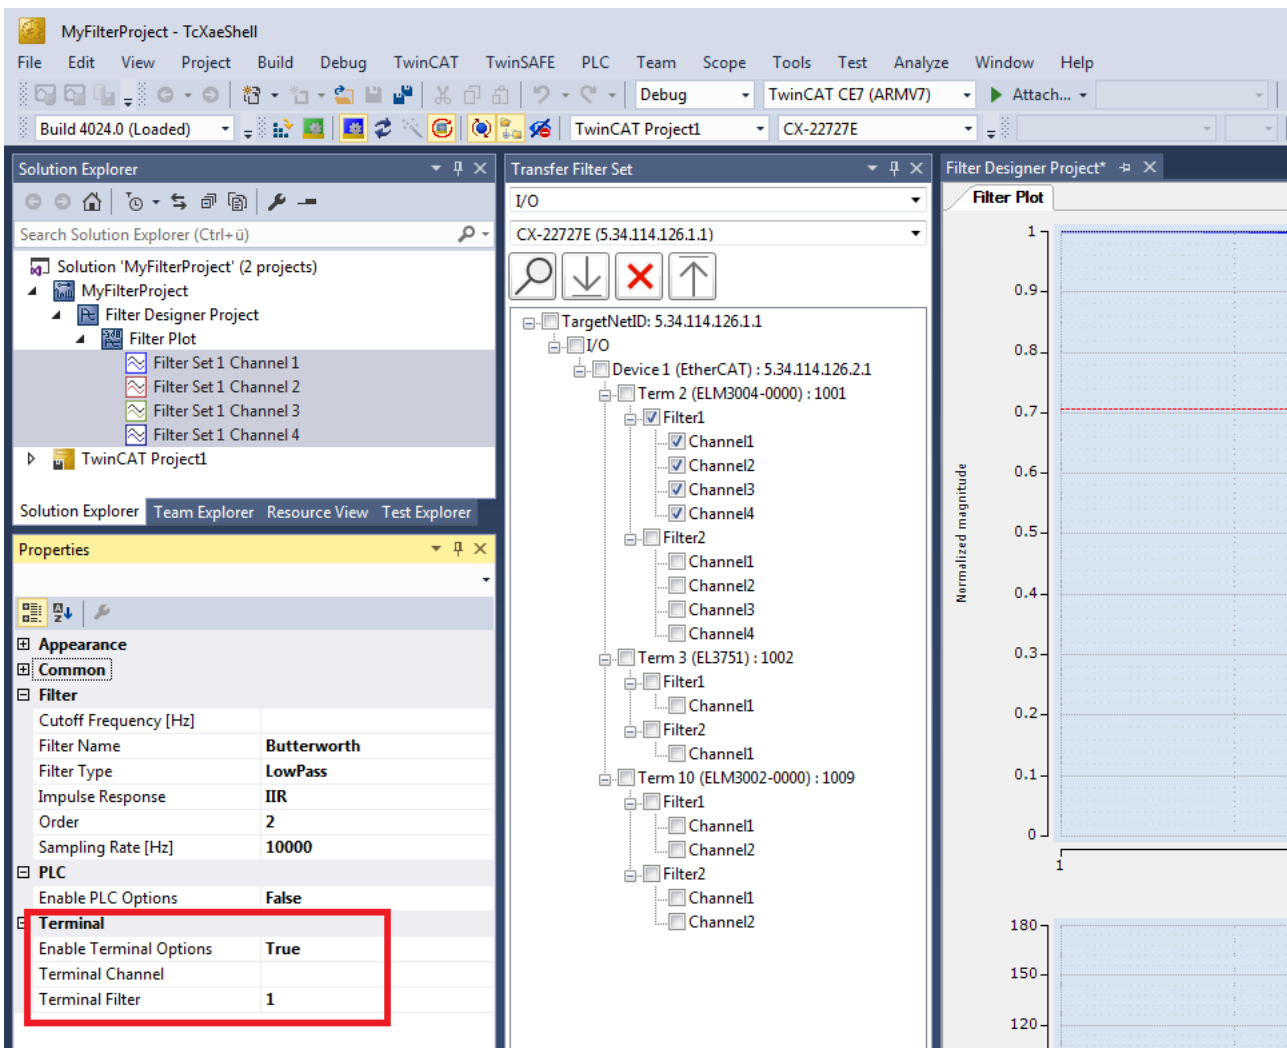 MyFilterProject - TcXaeShell
File Edit View Project Build Debug TwinCAT TwinSAFE PLC Team Scope Tools Test Analyze Window Help
Debug TwinCAT CE7 (ARMV7) Attach...
Build 4024.0 (Loaded) TwinCAT Project1 CX-22727E
Solution Explorer
Search Solution Explorer (Ctrl+ü)
Solution 'MyFilterProject' (2 projects)
MyFilterProject
Filter Designer Project
Filter Plot
Filter Set 1 Channel 1
Filter Set 1 Channel 2
Filter Set 1 Channel 3
Filter Set 1 Channel 4
TwinCAT Project1
Solution Explorer Team Explorer Resource View Test Explorer
Properties
Appearance
Common
Filter
Cutoff Frequency [Hz]
Filter Name Butterworth
Filter Type LowPass
Impulse Response IIR
Order 2
Sampling Rate [Hz] 10000
PLC
Enable PLC Options False
Terminal
Enable Terminal Options True
Terminal Channel
Terminal Filter 1
Transfer Filter Set
I/O
CX-22727E (5.34.114.126.1.1)
TargetNetID: 5.34.114.126.1.1
I/O
Device 1 (EtherCAT) : 5.34.114.126.2.1
Term 2 (ELM3004-0000) : 1001
Filter1
Channel1
Channel2
Channel3
Channel4
Filter2
Channel1
Channel2
Channel3
Channel4
Term 3 (EL3751) : 1002
Filter1
Channel1
Filter2
Channel1
Term 10 (ELM3002-0000) : 1009
Filter1
Channel1
Channel2
Filter2
Channel1
Channel2
Filter Designer Project*
Filter Plot
Normalized magnitude
1
0.9
0.8
0.7
0.6
0.5
0.4
0.3
0.2
0.1
0
1
180
150
120